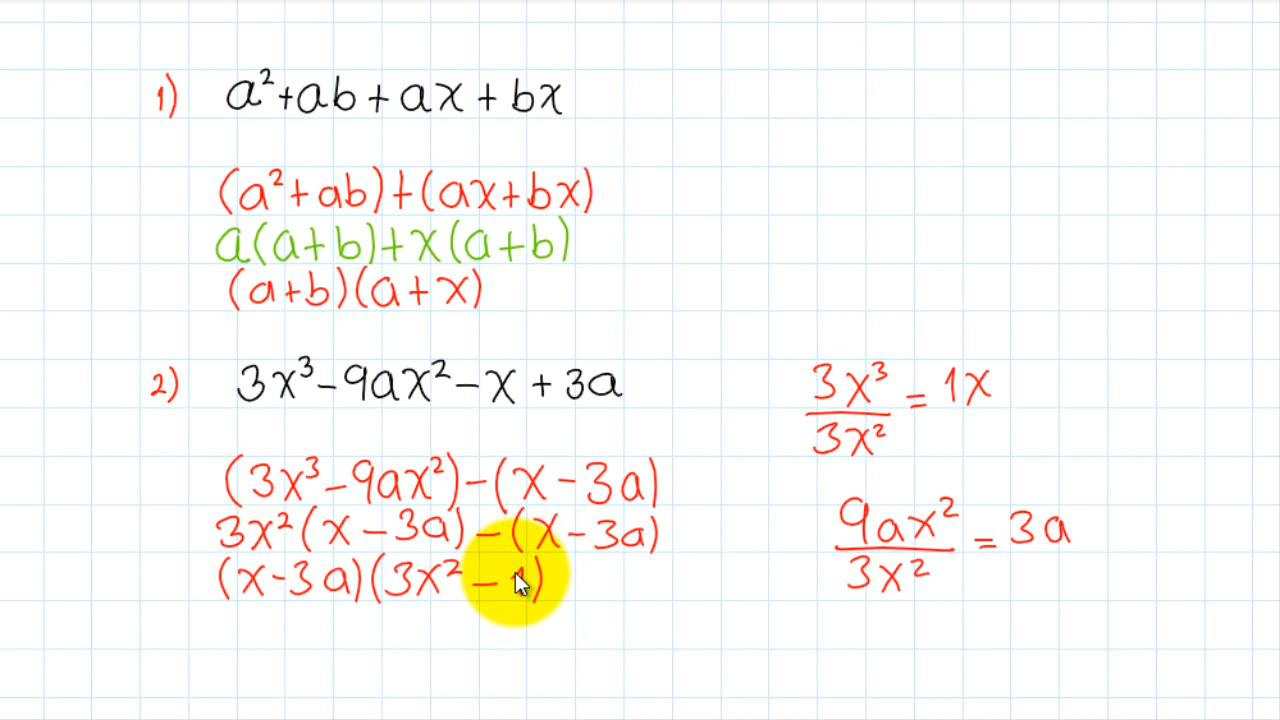 1) a²+ab+ax+bx
(a²+ab)+(ax+bx)
a(a+b)+x(a+b)
(a+b)(a+x)
2) 3x³-9ax²-x+3a
(3x³-9ax²)-(x-3a)
3x²(x-3a)-(x-3a)
(x-3a)(3x²-1)
3x³/3x² = 1x
9ax²/3x² = 3a